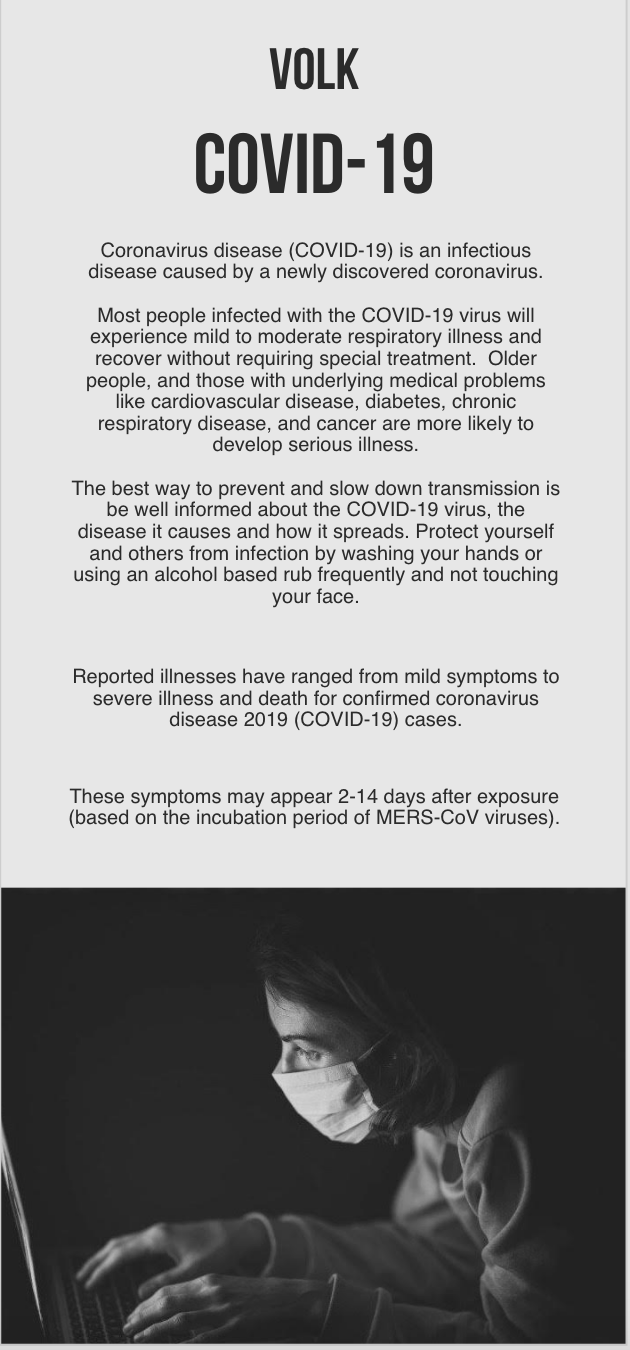 VOLK
COVID-19
Coronavirus disease (COVID-19) is an infectious
disease caused by a newly discovered coronavirus.
Most people infected with the COVID-19 virus will
experience mild to moderate respiratory illness and
recover without requiring special treatment.  Older
people, and those with underlying medical problems
like cardiovascular disease, diabetes, chronic
respiratory disease, and cancer are more likely to
develop serious illness.
The best way to prevent and slow down transmission is
be well informed about the COVID-19 virus, the
disease it causes and how it spreads. Protect yourself
and others from infection by washing your hands or
using an alcohol based rub frequently and not touching
your face.
Reported illnesses have ranged from mild symptoms to
severe illness and death for confirmed coronavirus
disease 2019 (COVID-19) cases.
These symptoms may appear 2-14 days after exposure
(based on the incubation period of MERS-CoV viruses).